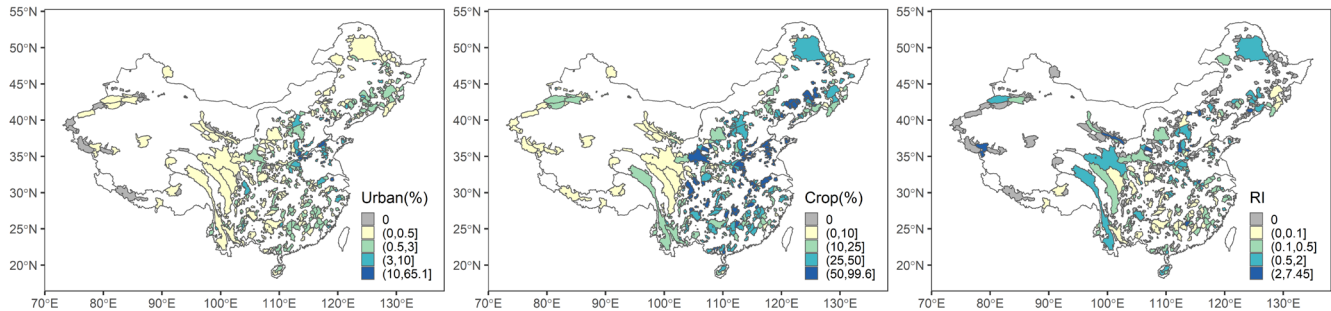 55°N
50°N
45°N
40°N
35°N
30°N
25°N
20°N
Urban(%)
0
(0,0.5]
(0.5,3]
(3,10]
(10,65.1]
70°E 80°E 90°E 100°E 110°E 120°E 130°E
55°N
50°N
45°N
40°N
35°N
30°N
25°N
20°N
Crop(%)
0
(0,10]
(10,25]
(25,50]
(50,99.6]
70°E 80°E 90°E 100°E 110°E 120°E 130°E
55°N
50°N
45°N
40°N
35°N
30°N
25°N
20°N
RI
0
(0,0.1]
(0.1,0.5]
(0.5,2]
(2,7.45]
70°E 80°E 90°E 100°E 110°E 120°E 130°E